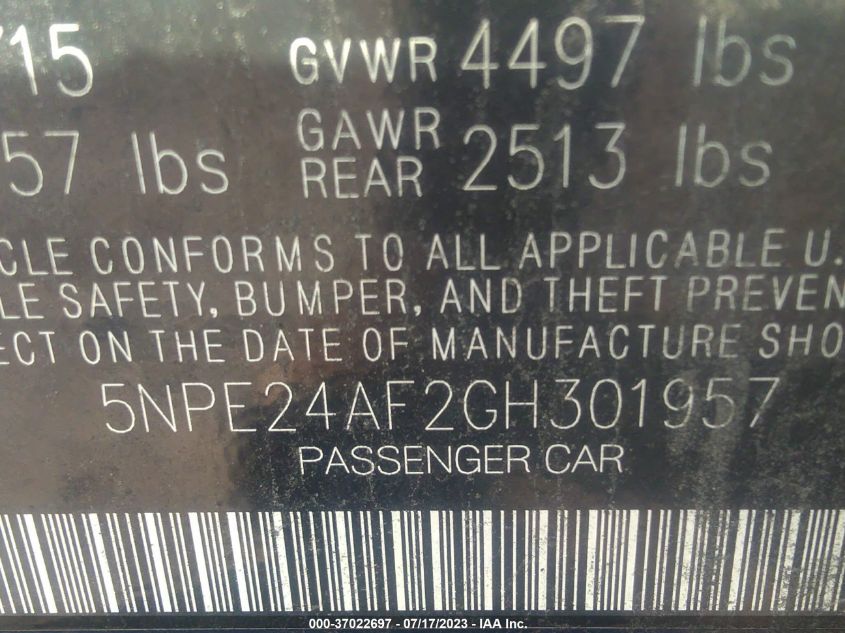 715 GVWR 4497 lbs
57 lbs GAWR REAR 2513 lbs
CLE CONFORMS TO ALL APPLICABLE U.
LE SAFETY, BUMPER, AND THEFT PREVEN
ECT ON THE DATE OF MANUFACTURE SHO
5NPE24AF2GH301957
PASSENGER CAR
000-37022697 - 07/17/2023 - IAA Inc.